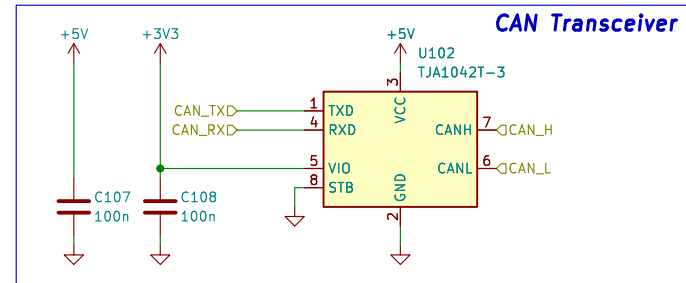 CAN Transceiver
+5V
+3V3
+5V
U102
TJA1042T-3
3
VCC
CAN_TX
1
TXD
CAN_RX
4
RXD
CANH
7
CAN_H
5
VIO
CANL
6
CAN_L
8
STB
GND
2
C107
100n
C108
100n